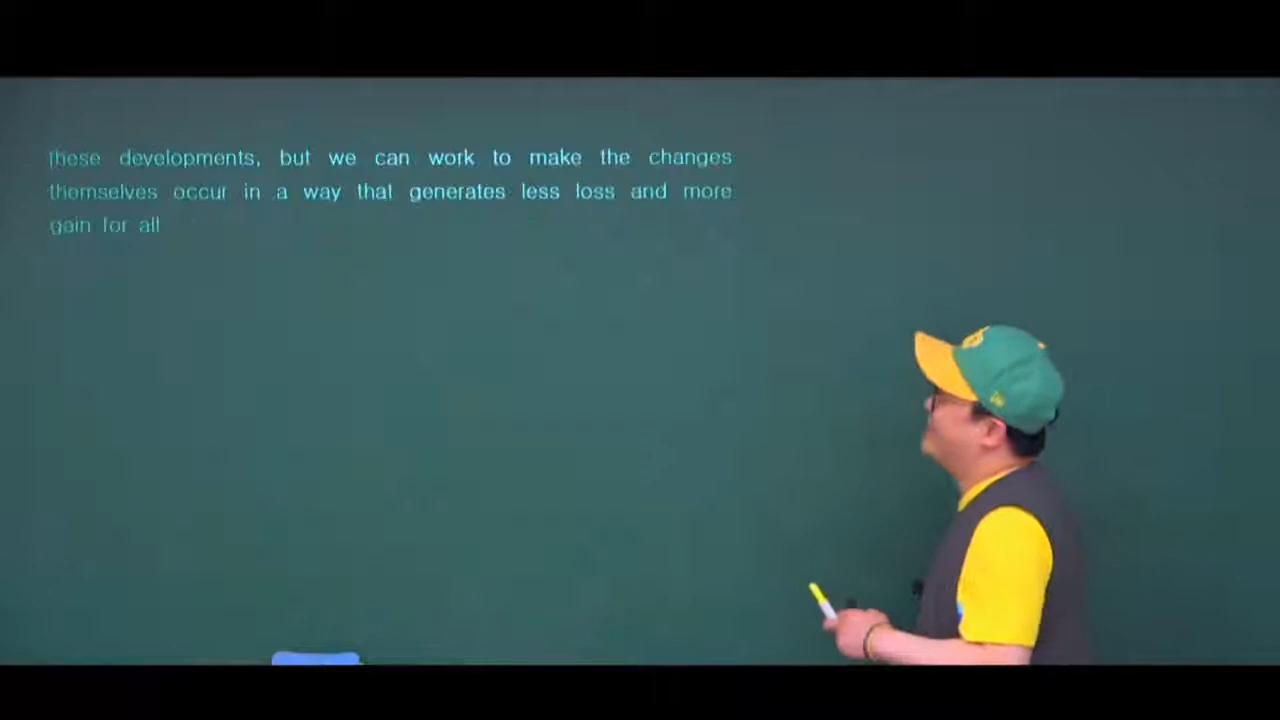 these developments, but we can work to make the changes
themselves occur in a way that generates less loss and more
gain for all